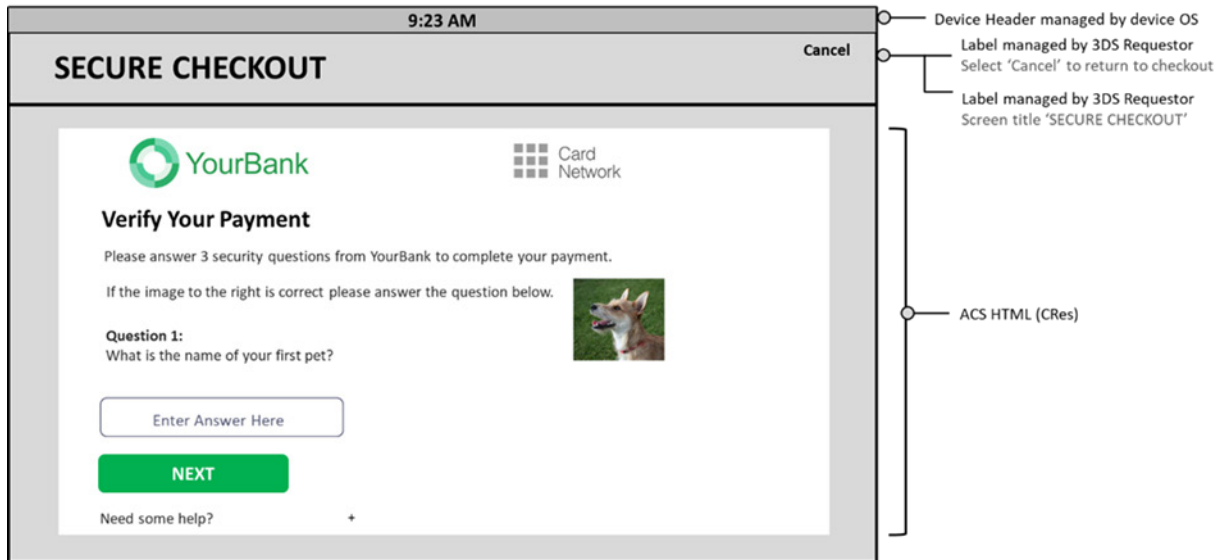 9:23 AM
Device Header managed by device OS
SECURE CHECKOUT
Cancel
Label managed by 3DS Requestor
Select ‘Cancel’ to return to checkout
Label managed by 3DS Requestor
Screen title ‘SECURE CHECKOUT’
YourBank
Card
Network
Verify Your Payment
Please answer 3 security questions from YourBank to complete your payment.
If the image to the right is correct please answer the question below.
Question 1:
What is the name of your first pet?
Enter Answer Here
NEXT
Need some help? +
ACS HTML (CRes)